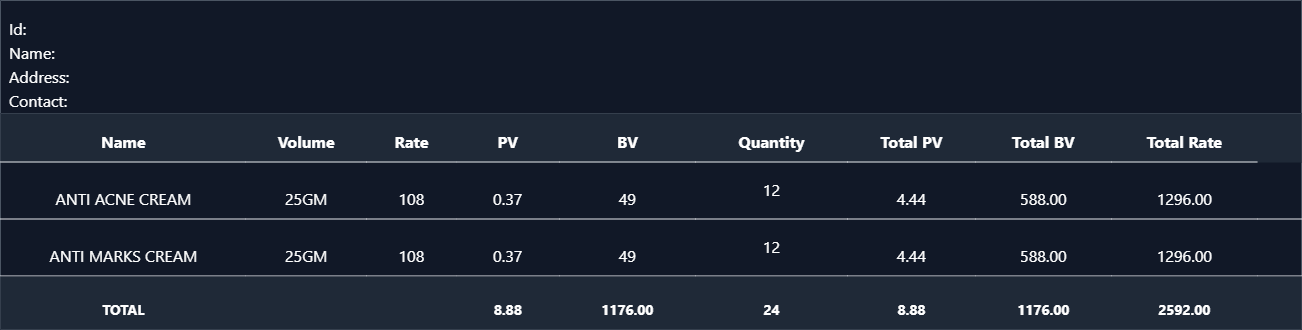 Id:
Name:
Address:
Contact:
Name Volume Rate PV BV Quantity Total PV Total BV Total Rate
ANTI ACNE CREAM 25GM 108 0.37 49 12 4.44 588.00 1296.00
ANTI MARKS CREAM 25GM 108 0.37 49 12 4.44 588.00 1296.00
TOTAL 8.88 1176.00 24 8.88 1176.00 2592.00